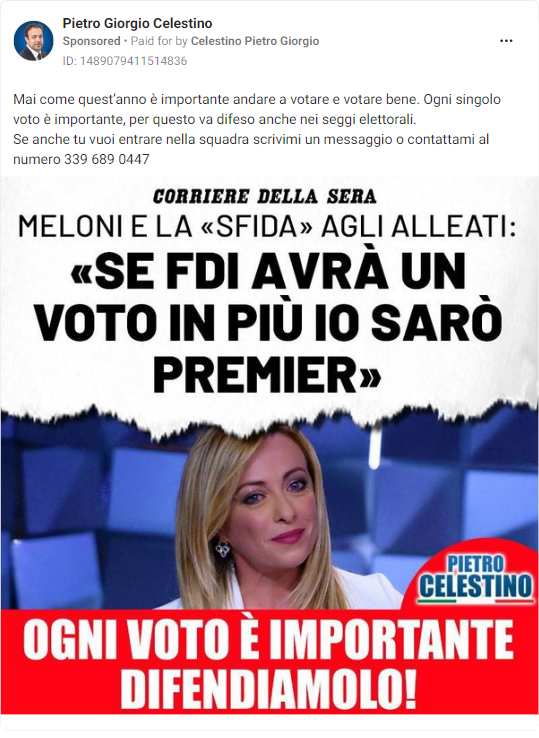 Pietro Giorgio Celestino
Sponsored • Paid for by Celestino Pietro Giorgio
ID: 1489079411514836
Mai come quest'anno è importante andare a votare e votare bene. Ogni singolo
voto è importante, per questo va difeso anche nei seggi elettorali.
Se anche tu vuoi entrare nella squadra scrivimi un messaggio o contattami al
numero 339 689 0447
CORRIERE DELLA SERA
MELONI E LA «SFIDA» AGLI ALLEATI:
«SE FDI AVRÀ UN
VOTO IN PIÙ IO SARÒ
PREMIER»
PIETRO
CELESTINO
OGNI VOTO È IMPORTANTE
DIFENDIAMOLO!